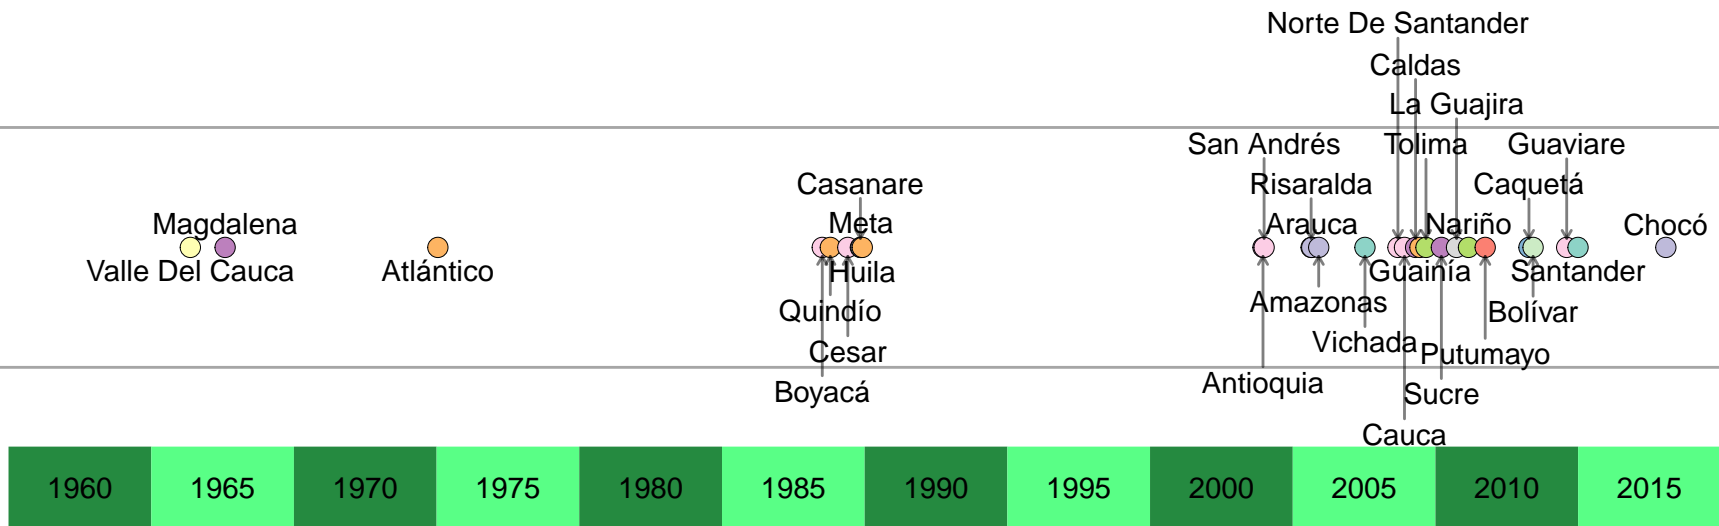 Norte De Santander
Caldas
La Guajira
San Andrés Tolima Guaviare
Casanare Risaralda Caquetá
Magdalena Meta Arauca Nariño Chocó
Valle Del Cauca Atlántico Huila Guainía Santander
Quindío Amazonas Bolívar
Cesar Vichada Putumayo
Boyacá Antioquia Sucre
Cauca
1960 1965 1970 1975 1980 1985 1990 1995 2000 2005 2010 2015